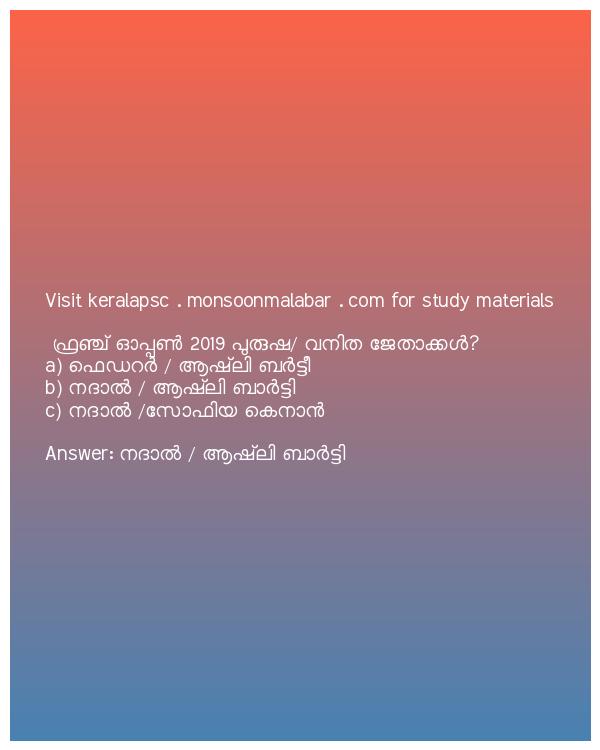 Visit keralapsc . monsoonmalabar . com for study materials
ഫ്രഞ്ച് ഓപ്പൺ 2019 പുരുഷ/ വനിത ജേതാക്കൾ?
a) ഫെഡറർ / ആഷ്‌ലി ബർട്ടീ
b) നദാൽ / ആഷ്‌ലി ബാർട്ടി
c) നദാൽ /സോഫിയ കെനാൻ
Answer: നദാൽ / ആഷ്‌ലി ബാർട്ടി